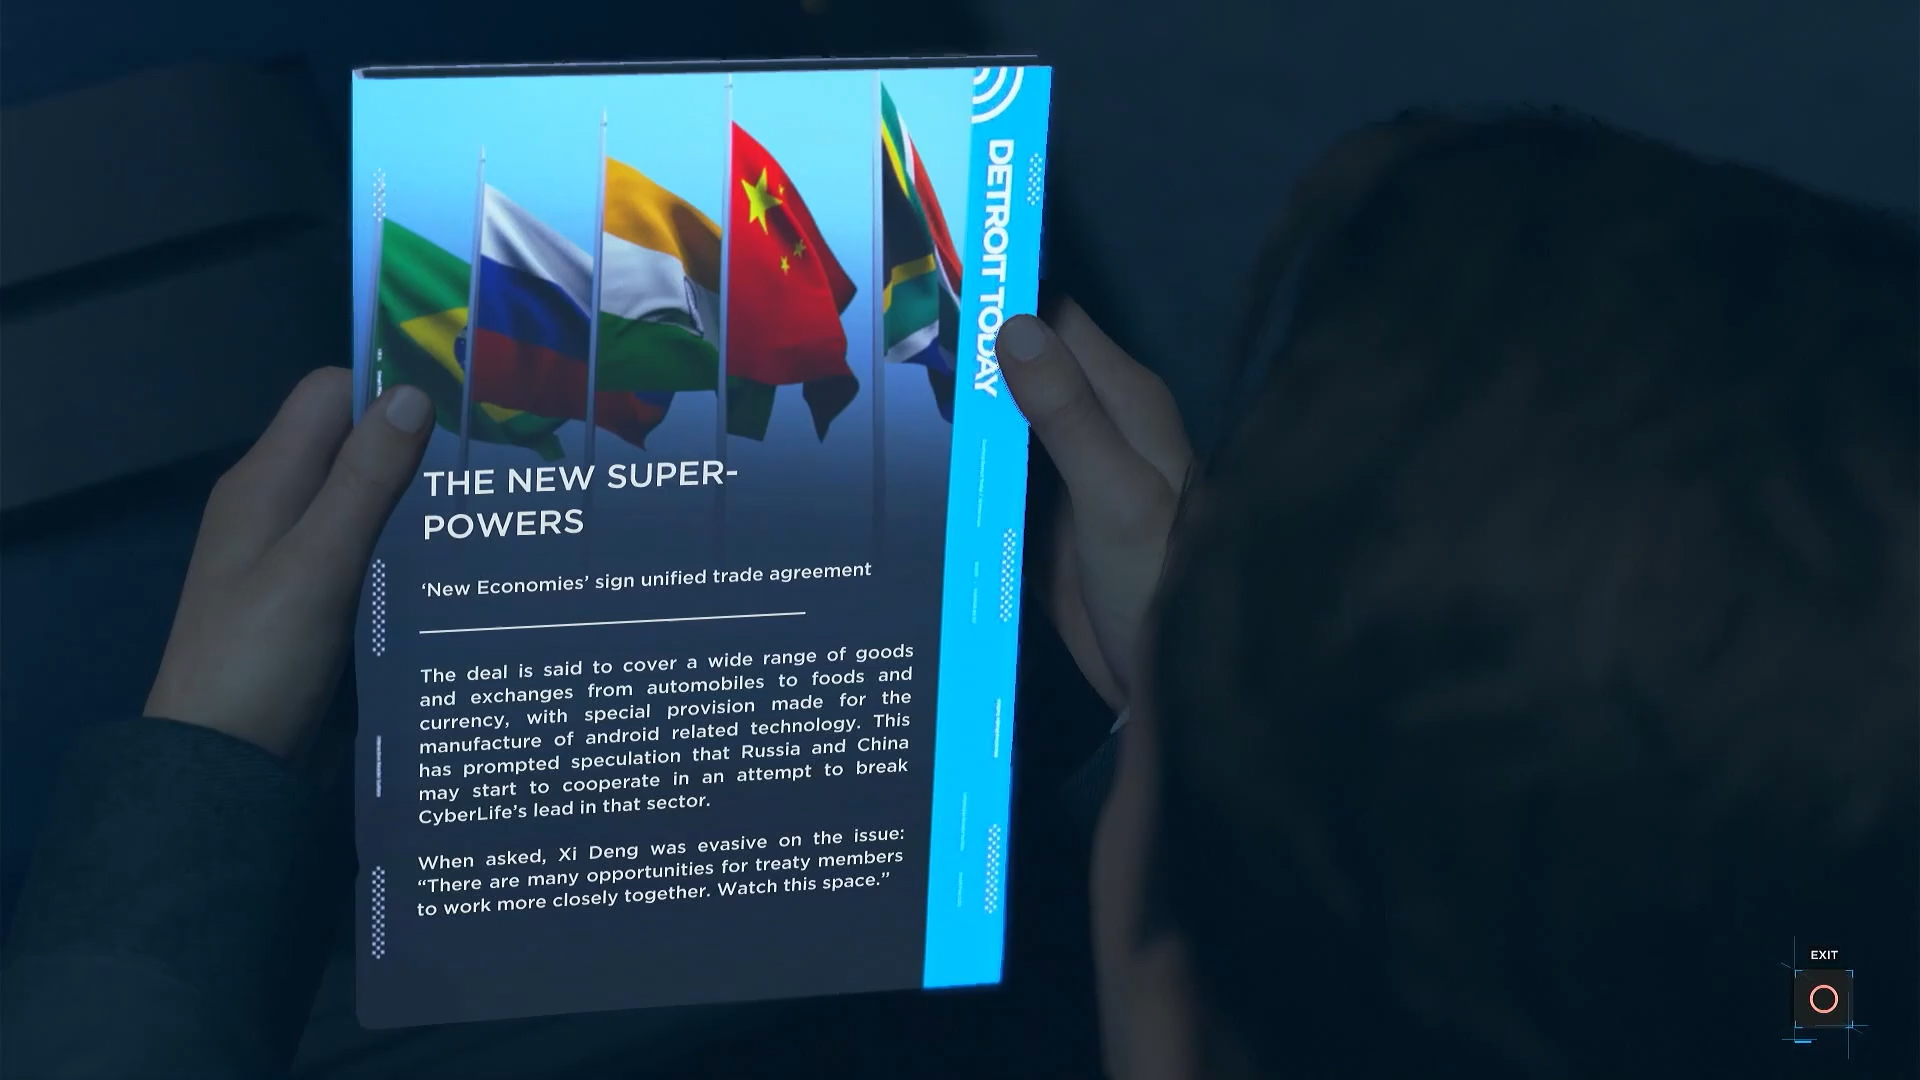 DETROIT TODAY
THE NEW SUPER-
POWERS
‘New Economies’ sign unified trade agreement
The deal is said to cover a wide range of goods
and exchanges from automobiles to foods and
currency, with special provision made for the
manufacture of android related technology. This
has prompted speculation that Russia and China
may start to cooperate in an attempt to break
CyberLife’s lead in that sector.
When asked, Xi Deng was evasive on the issue:
“There are many opportunities for treaty members
to work more closely together. Watch this space.”
EXIT